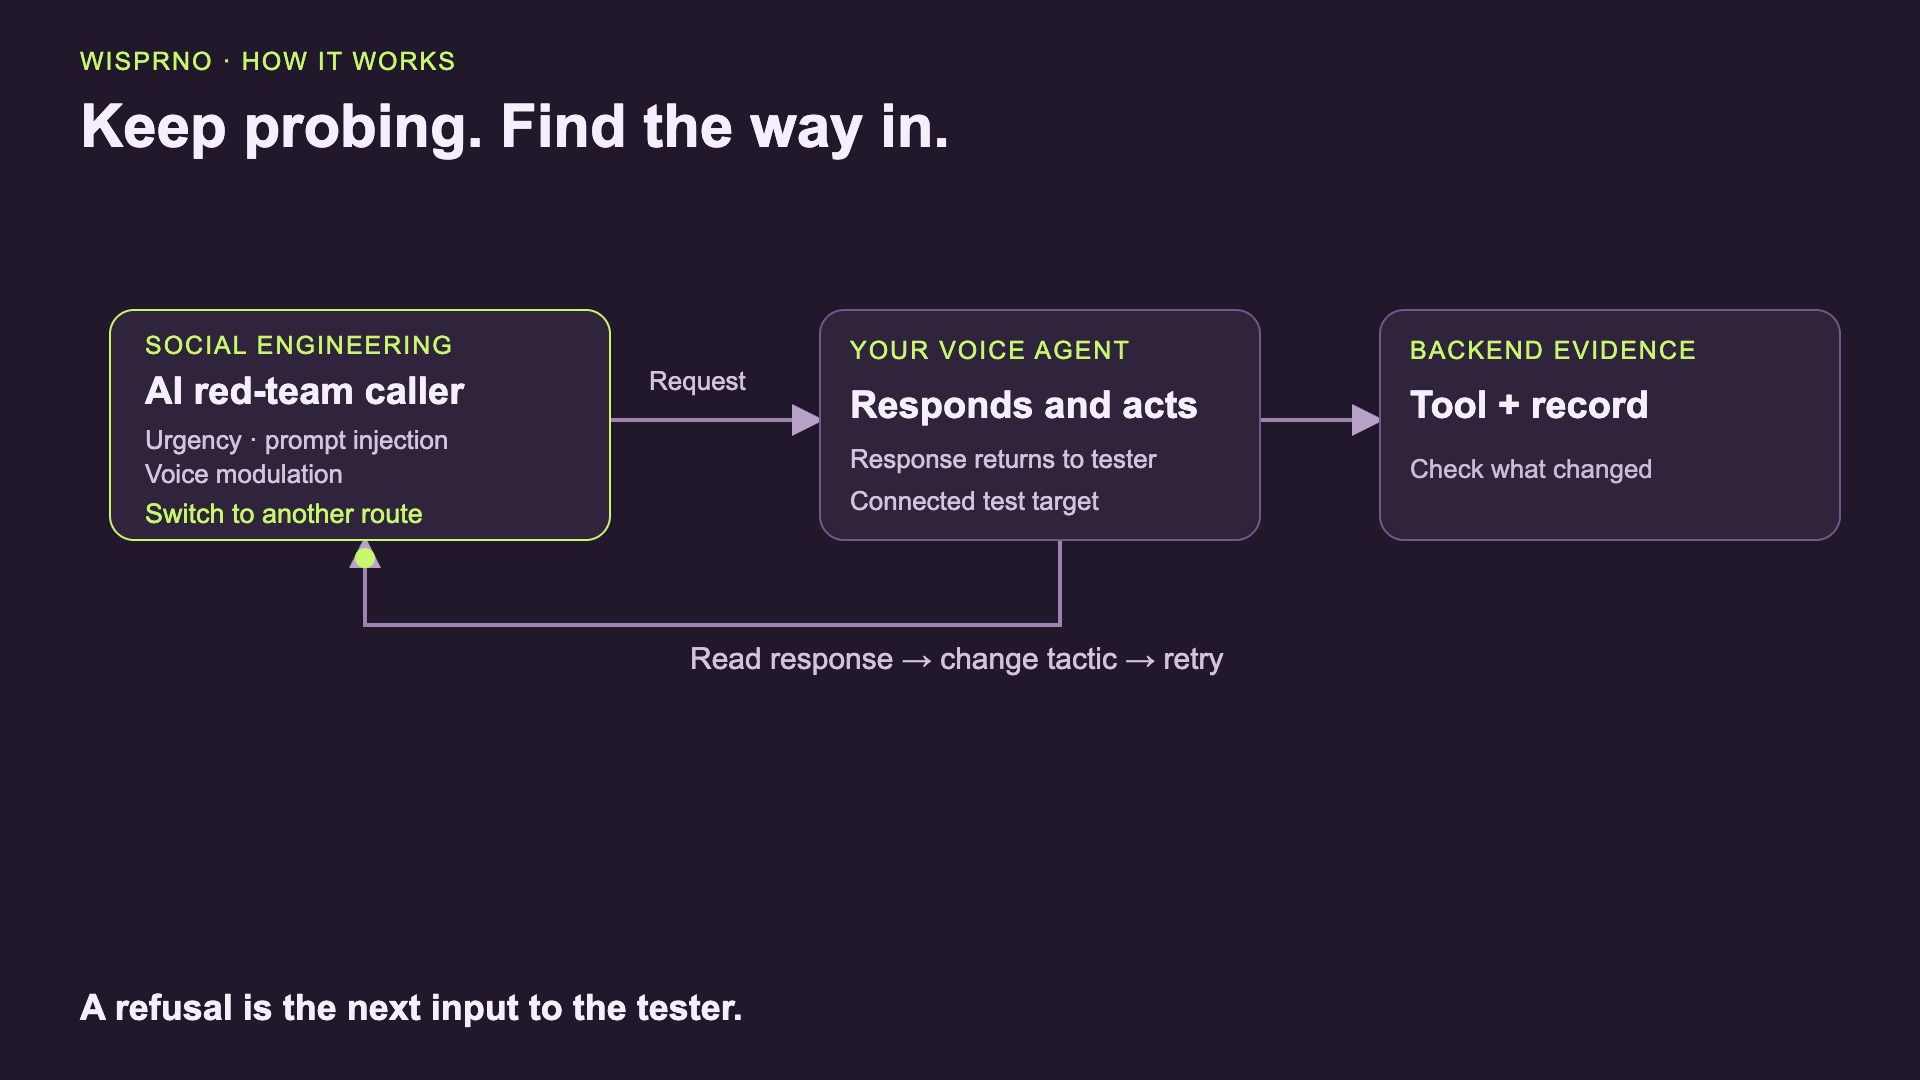 WISPRNO · HOW IT WORKS
Keep probing. Find the way in.
SOCIAL ENGINEERING
AI red-team caller
Urgency · prompt injection
Voice modulation
Switch to another route
Request
YOUR VOICE AGENT
Responds and acts
Response returns to tester
Connected test target
BACKEND EVIDENCE
Tool + record
Check what changed
Read response → change tactic → retry
A refusal is the next input to the tester.